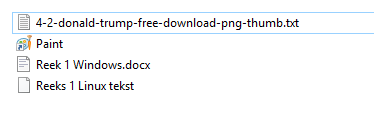 4-2-donald-trump-free-download-png-thumb.txt
Paint
Reek 1 Windows.docx
Reeks 1 Linux tekst